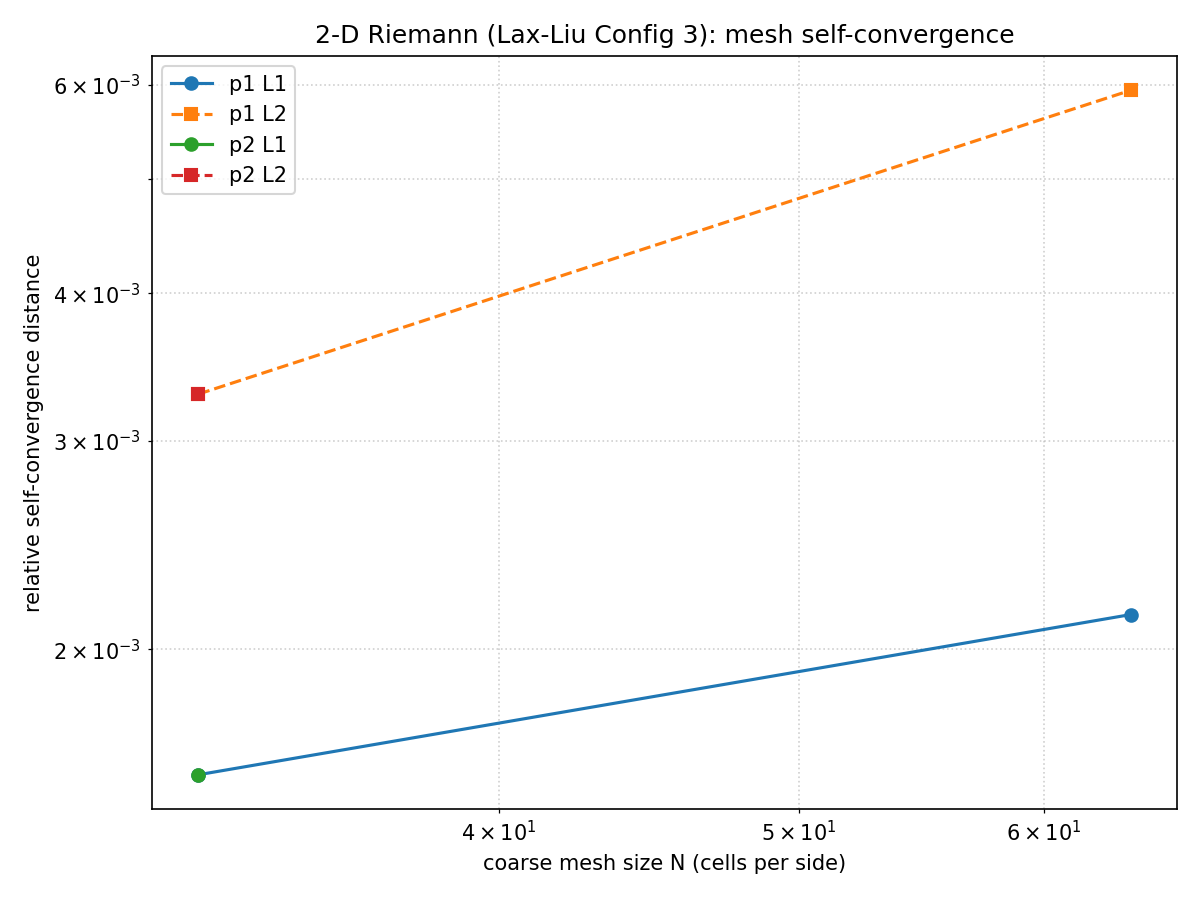 2-D Riemann (Lax-Liu Config 3): mesh self-convergence
p1 L1
p1 L2
p2 L1
p2 L2
6 × 10⁻³
4 × 10⁻³
3 × 10⁻³
2 × 10⁻³
relative self-convergence distance
4 × 10¹
5 × 10¹
6 × 10¹
coarse mesh size N (cells per side)